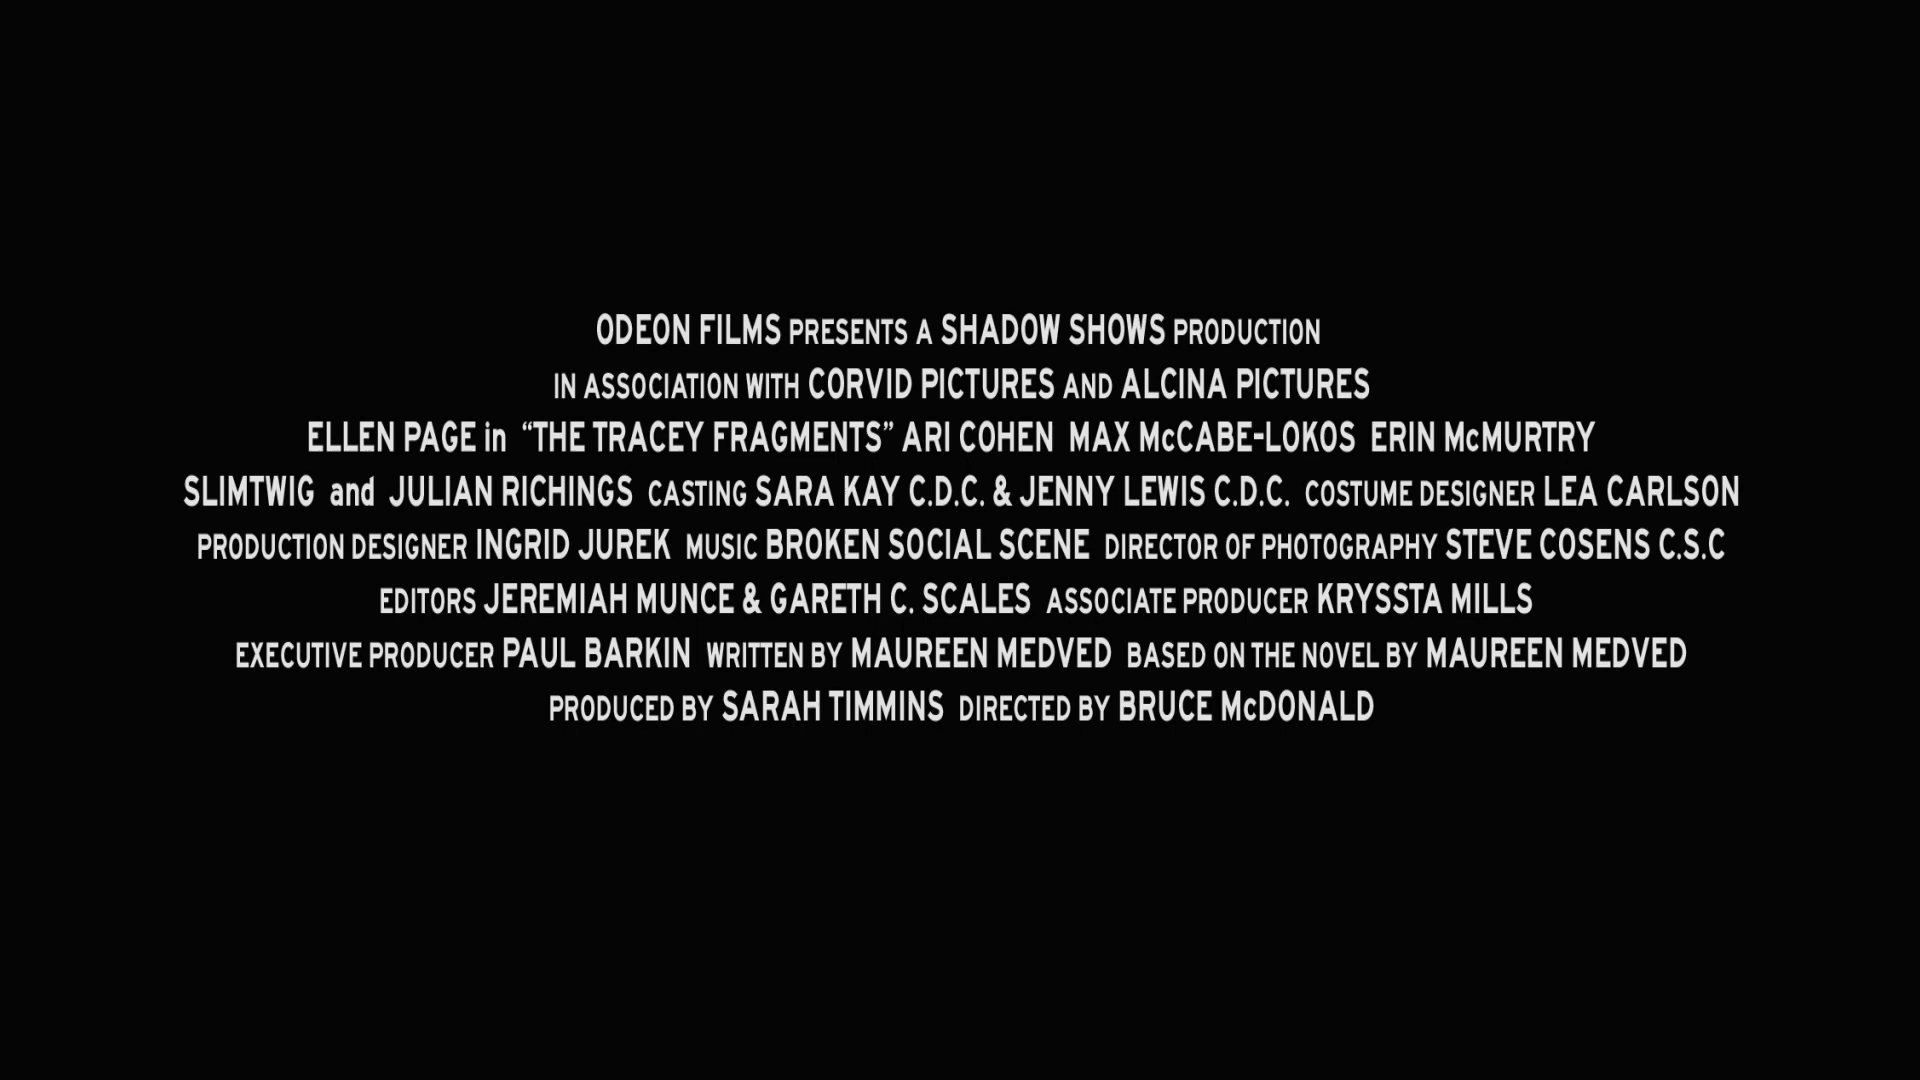 ODEON FILMS PRESENTS A SHADOW SHOWS PRODUCTION
IN ASSOCIATION WITH CORVID PICTURES AND ALCINA PICTURES
ELLEN PAGE in “THE TRACEY FRAGMENTS” ARI COHEN MAX McCABE-LOKOS ERIN McMURTRY
SLIMTWIG and JULIAN RICHINGS CASTING SARA KAY C.D.C. & JENNY LEWIS C.D.C. COSTUME DESIGNER LEA CARLSON
PRODUCTION DESIGNER INGRID JUREK MUSIC BROKEN SOCIAL SCENE DIRECTOR OF PHOTOGRAPHY STEVE COSENS C.S.C
EDITORS JEREMIAH MUNCE & GARETH C. SCALES ASSOCIATE PRODUCER KRYSSTA MILLS
EXECUTIVE PRODUCER PAUL BARKIN WRITTEN BY MAUREEN MEDVED BASED ON THE NOVEL BY MAUREEN MEDVED
PRODUCED BY SARAH TIMMINS DIRECTED BY BRUCE McDONALD